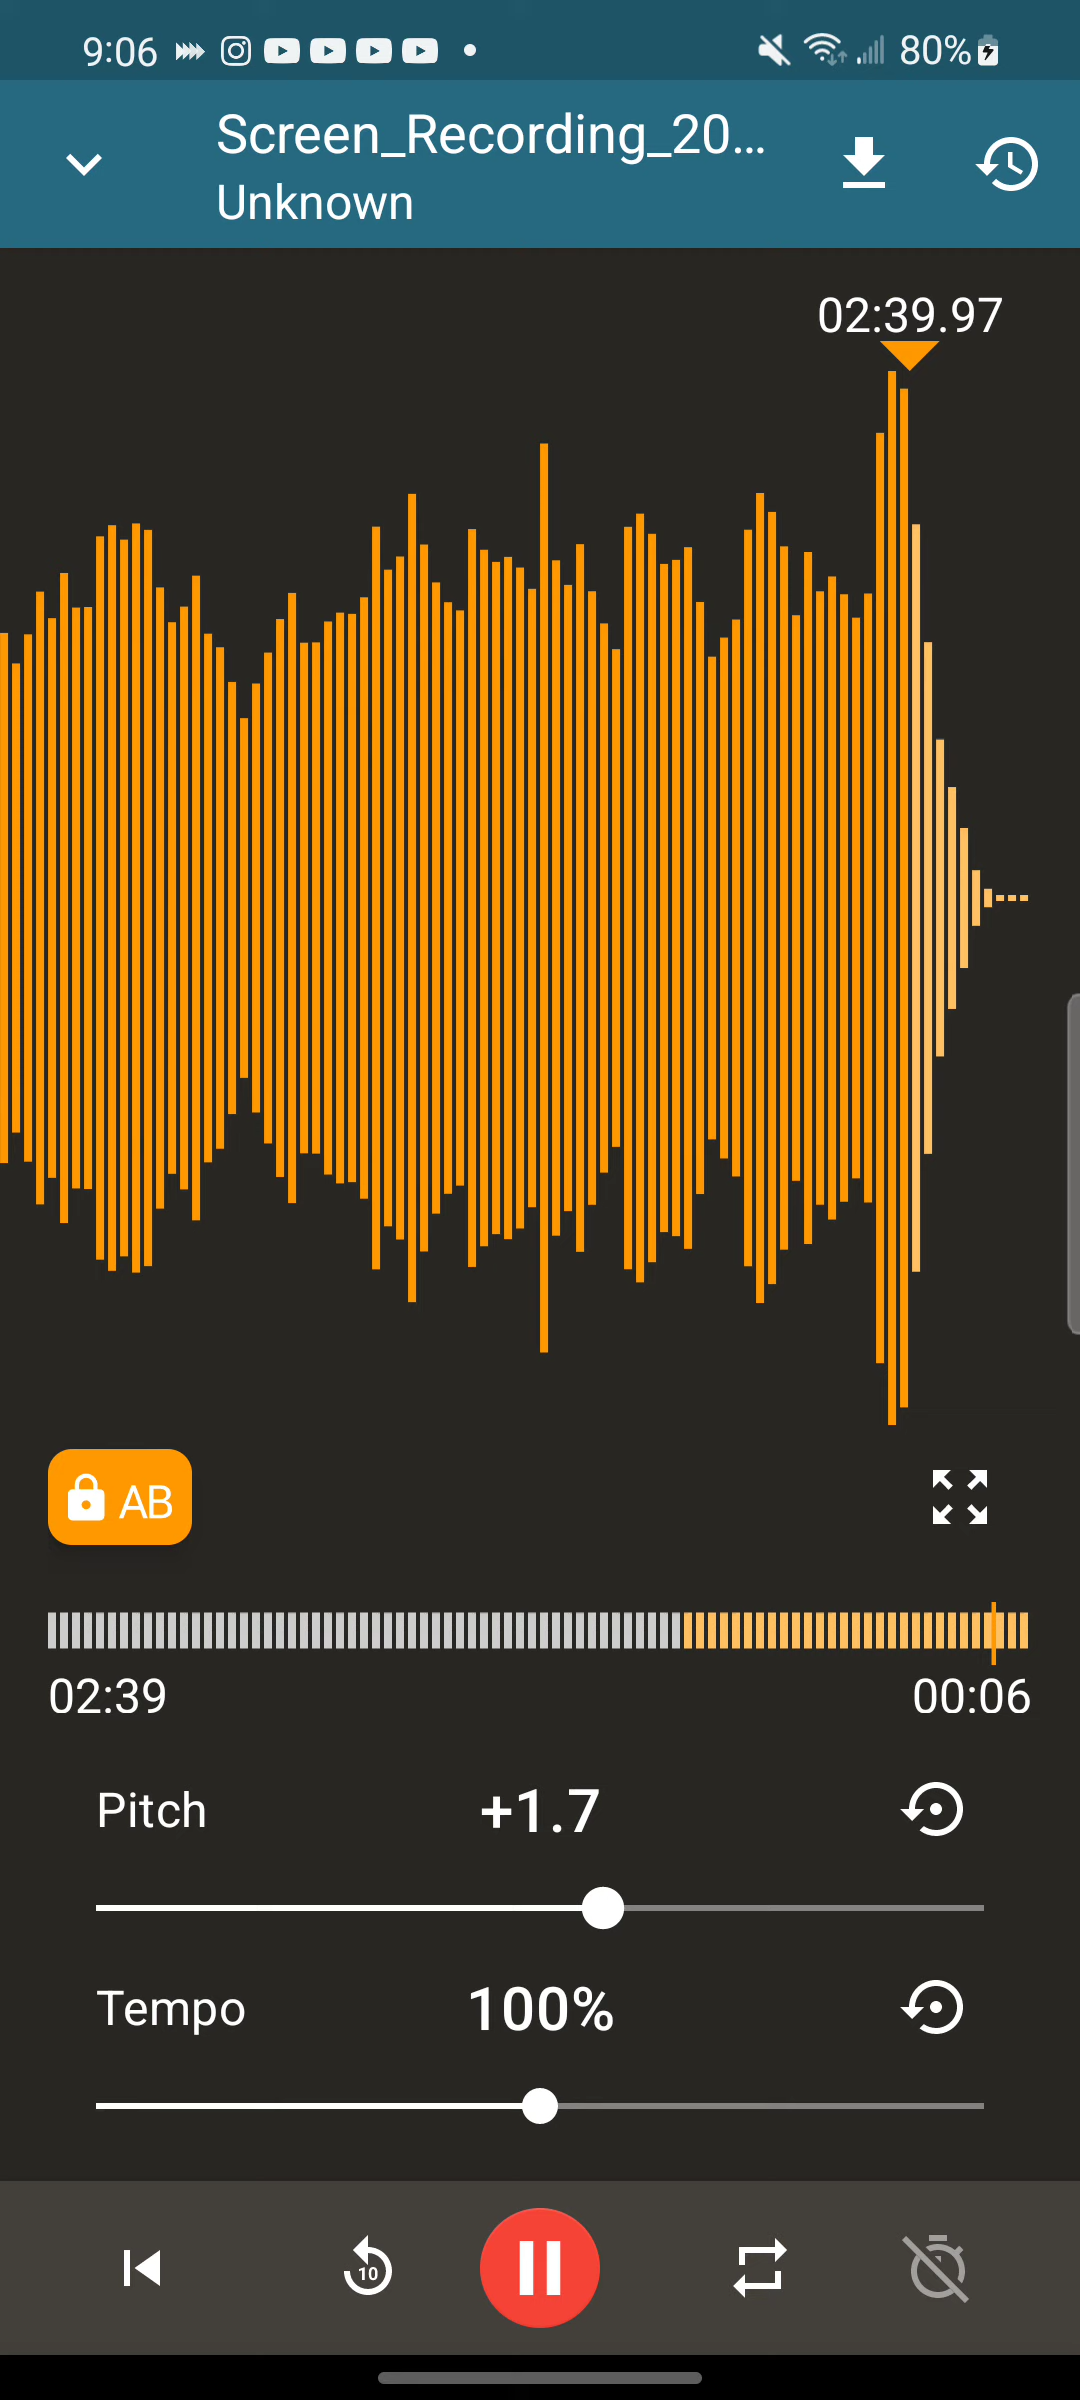 9:06 80%
Screen_Recording_20...
Unknown
02:39.97
AB
02:39 00:06
Pitch +1.7
Tempo 100%
10